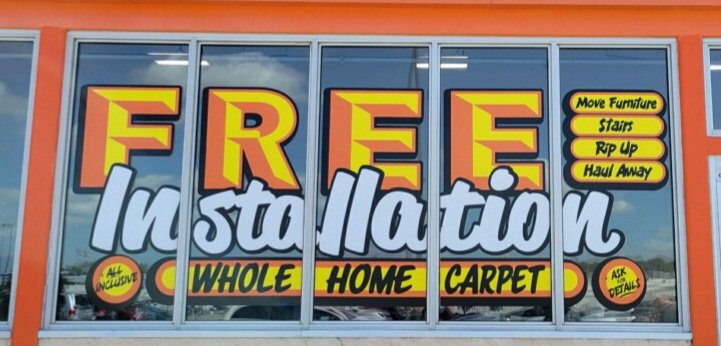 FREE
Installation
WHOLE HOME CARPET
Move Furniture
Stairs
Rip Up
Haul Away
ALL
INCLUSIVE
ASK
FOR
DETAILS